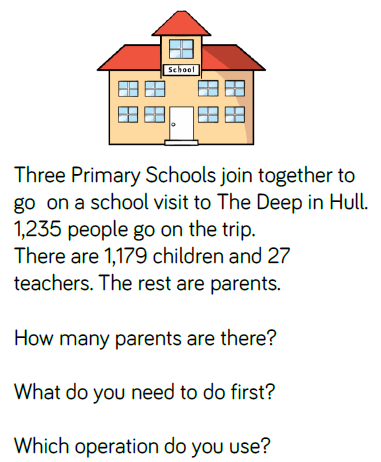 School
Three Primary Schools join together to
go on a school visit to The Deep in Hull.
1,235 people go on the trip.
There are 1,179 children and 27
teachers. The rest are parents.
How many parents are there?
What do you need to do first?
Which operation do you use?